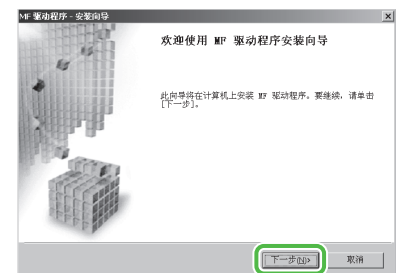 MF 驱动程序 - 安装向导
欢迎使用 MF 驱动程序安装向导
此向导将在计算机上安装 MF 驱动程序。要继续，请单击
[下一步]。
下一步(N)>
取消